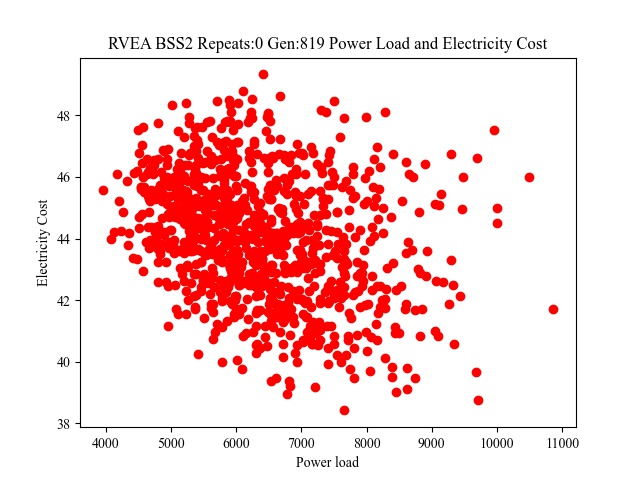 RVEA BSS2 Repeats:0 Gen:819 Power Load and Electricity Cost
48
46
44
42
40
38
Electricity Cost
4000 5000 6000 7000 8000 9000 10000 11000
Power load